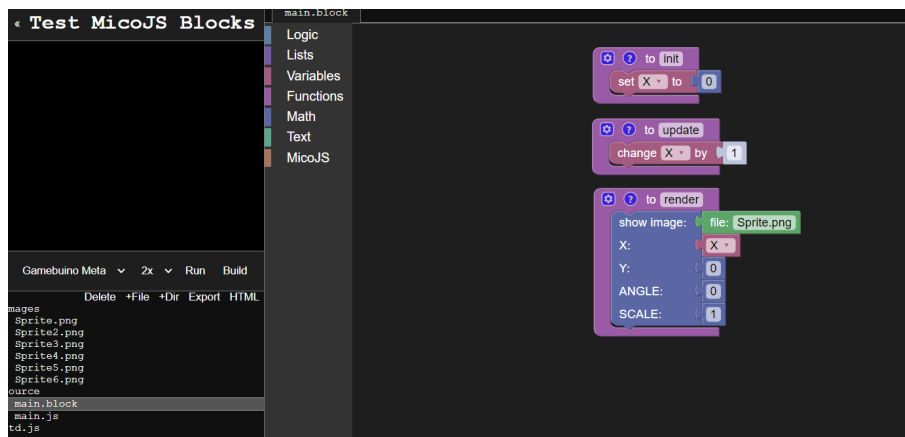 « Test MicoJS Blocks
main.block
Logic
Lists
Variables
Functions
Math
Text
MicoJS
? to init
set X to 0
? to update
change X by 1
? to render
show image: file: Sprite.png
X: X
Y: 0
ANGLE: 0
SCALE: 1
Gamebuino Meta 2x Run Build
Delete +File +Dir Export HTML
mages
Sprite.png
Sprite2.png
Sprite3.png
Sprite4.png
Sprite5.png
Sprite6.png
ource
main.block
main.js
td.js